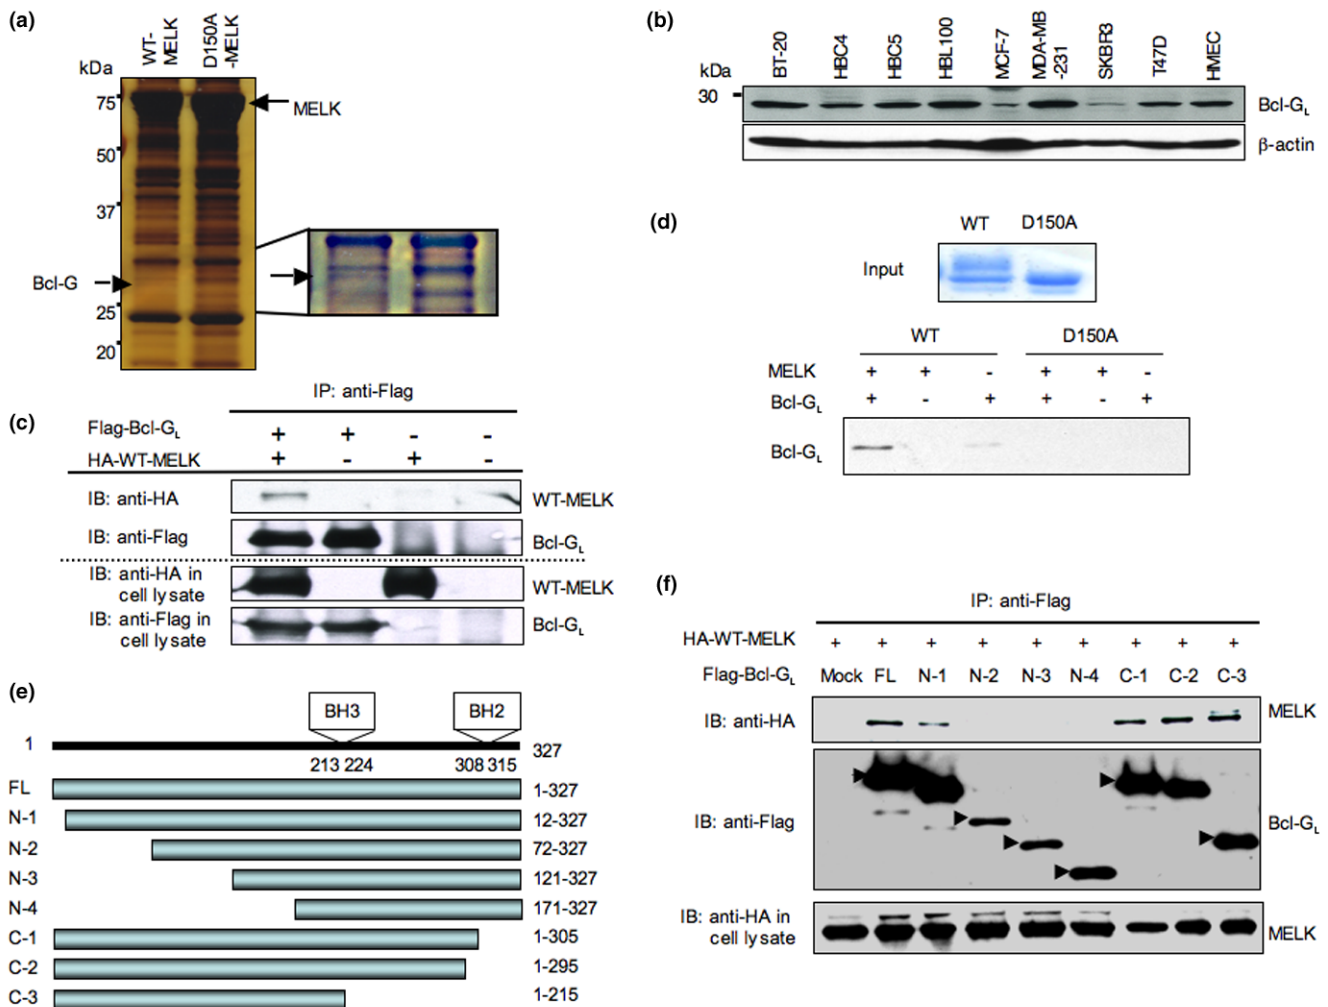 (a)
WT-
MELK
D150A
-MELK
kDa
75
50
37
25
20
MELK
Bcl-G
(b)
BT-20
HBC4
HBC5
HBL100
MCF-7
MDA-MB
-231
SKBR3
T47D
HMEC
kDa
30
Bcl-GL
β-actin
(c)
IP: anti-Flag
Flag-Bcl-GL + + - -
HA-WT-MELK + - + -
IB: anti-HA WT-MELK
IB: anti-Flag Bcl-GL
IB: anti-HA in
cell lysate
WT-MELK
IB: anti-Flag in
cell lysate
Bcl-GL
(d)
WT D150A
Input
WT D150A
MELK + + - + + -
Bcl-GL + - + + - +
Bcl-GL
(e)
BH3 BH2
1 327
213 224 308 315
FL 1-327
N-1 12-327
N-2 72-327
N-3 121-327
N-4 171-327
C-1 1-305
C-2 1-295
C-3 1-215
(f)
IP: anti-Flag
HA-WT-MELK + + + + + + + + +
Flag-Bcl-GL Mock FL N-1 N-2 N-3 N-4 C-1 C-2 C-3
IB: anti-HA MELK
IB: anti-Flag Bcl-GL
IB: anti-HA in
cell lysate
MELK